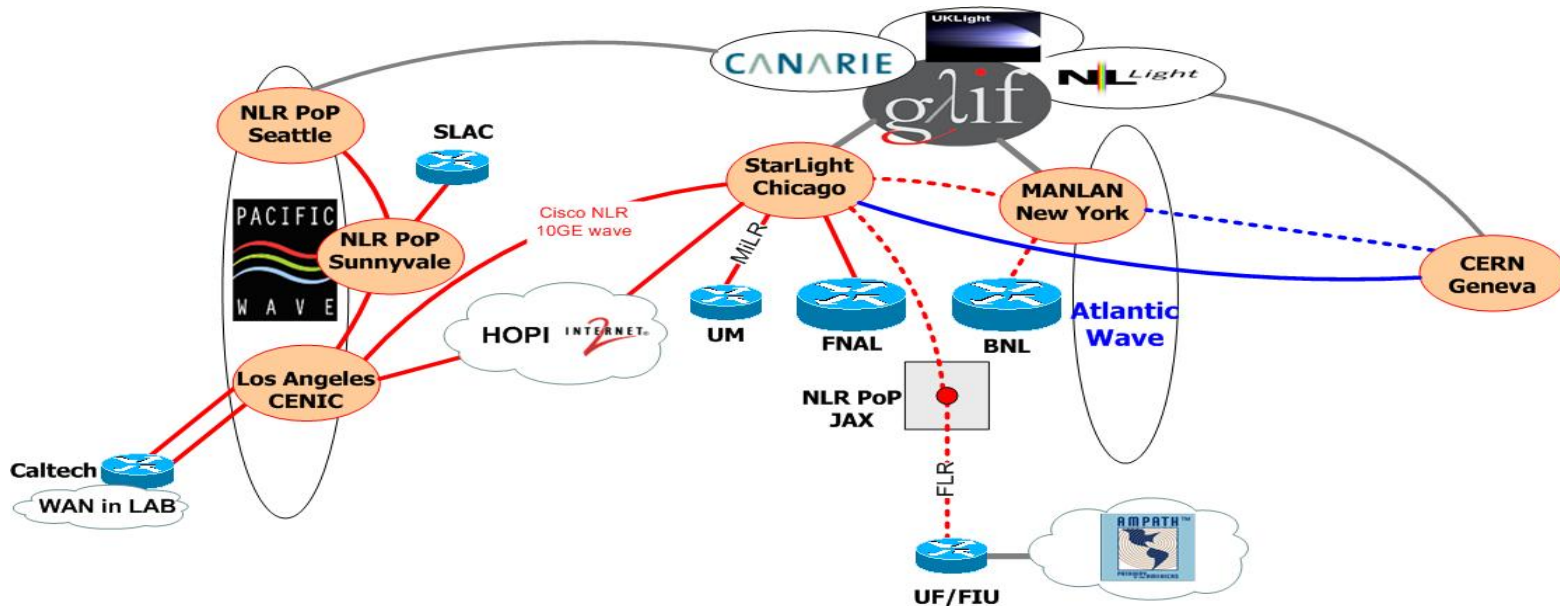 UKLight
CANARIE
glif
NL Light
NLR PoP
Seattle
SLAC
StarLight
Chicago
MANLAN
New York
PACIFIC
WAVE
Cisco NLR
10GE wave
NLR PoP
Sunnyvale
MiLR
CERN
Geneva
HOPI
INTERNET
2
UM
FNAL
BNL
Atlantic
Wave
Los Angeles
CENIC
NLR PoP
JAX
Caltech
WAN in LAB
FLR
AMPATH™
UF/FIU